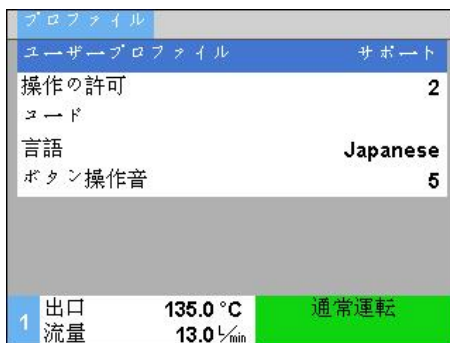 プロファイル
ユーザープロファイル サポート
操作の許可 2
コード
言語 Japanese
ボタン操作音 5
1 出口 135.0 °C 通常運転
流量 13.0 L/min